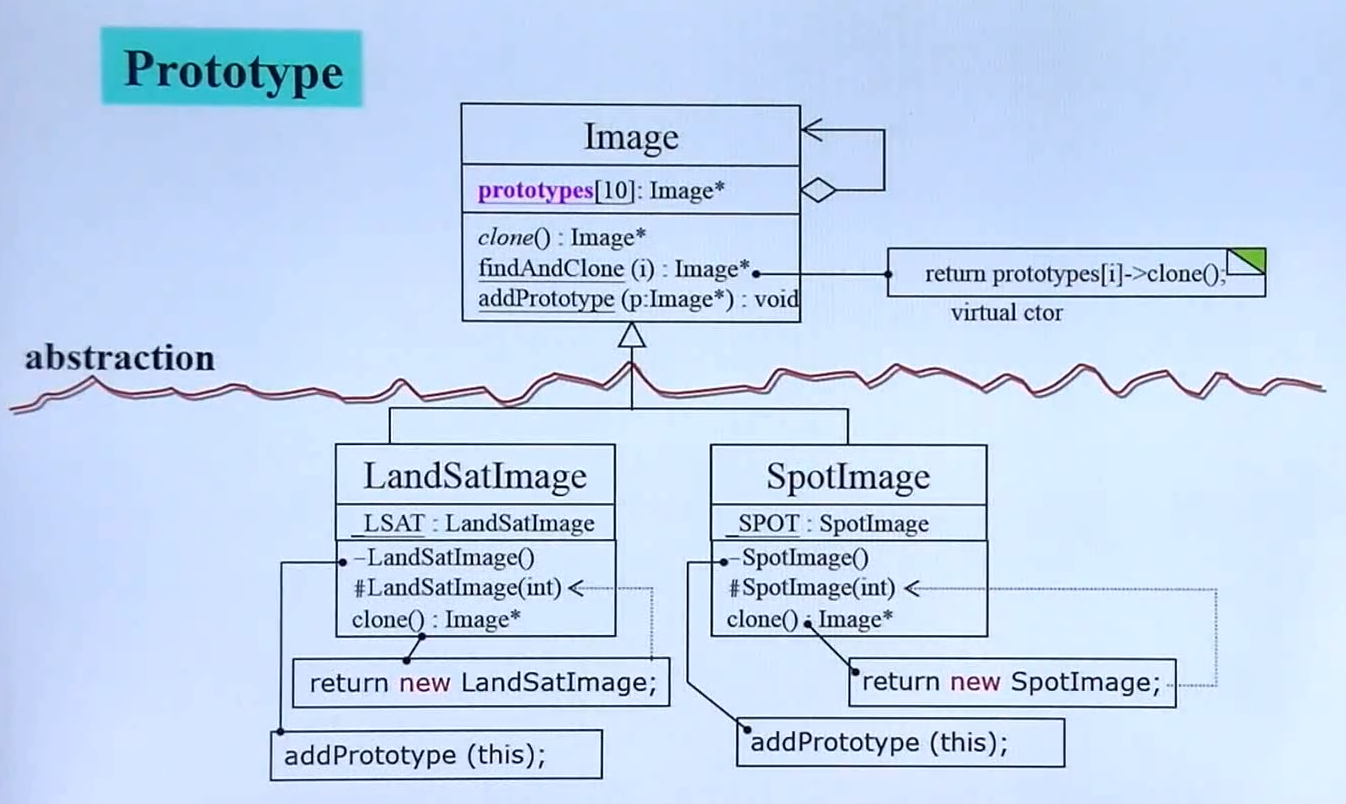 Prototype
Image
prototypes[10]: Image*
clone() : Image*
findAndClone (i) : Image*
addPrototype (p:Image*) : void
return prototypes[i]->clone();
virtual ctor
abstraction
LandSatImage
_LSAT : LandSatImage
-LandSatImage()
#LandSatImage(int)
clone() : Image*
return new LandSatImage;
addPrototype (this);
SpotImage
_SPOT : SpotImage
-SpotImage()
#SpotImage(int)
clone() : Image*
return new SpotImage;
addPrototype (this);